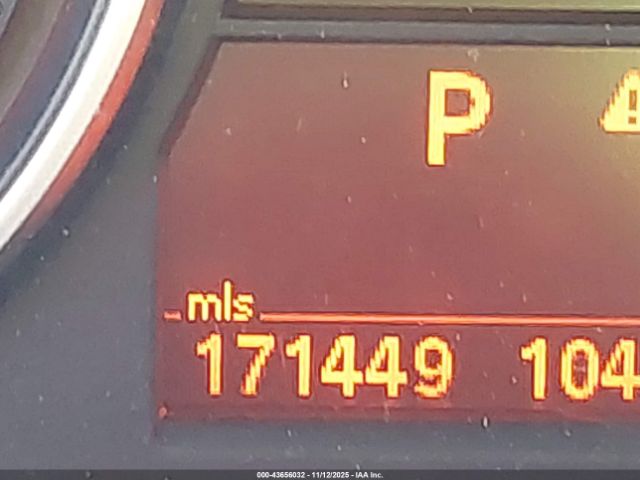 P
mls
171449 104
000-43656032 - 11/12/2025 - IAA Inc.